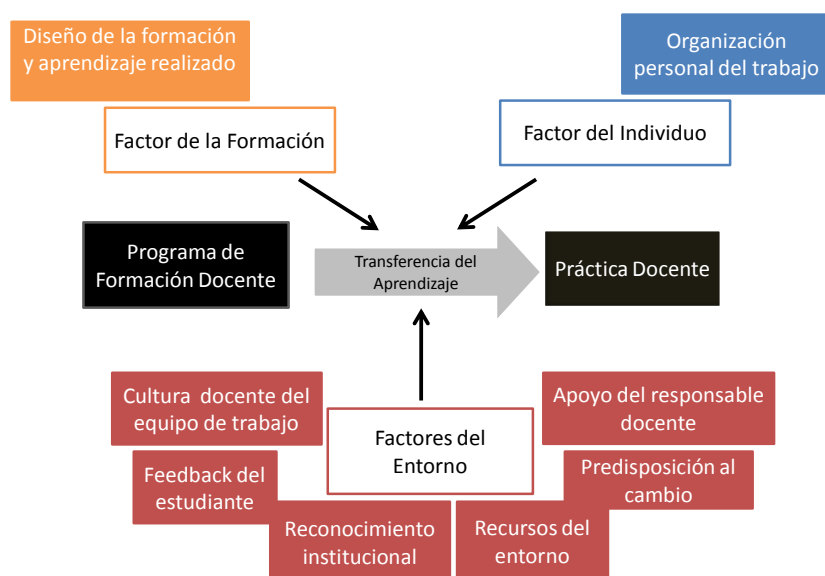 Diseño de la formación
y aprendizaje realizado
Organización
personal del trabajo
Factor de la Formación
Factor del Individuo
Programa de
Formación Docente
Transferencia del
Aprendizaje
Práctica Docente
Cultura docente del
equipo de trabajo
Factores del
Entorno
Apoyo del responsable
docente
Feedback del
estudiante
Predisposición al
cambio
Reconocimiento
institucional
Recursos del
entorno